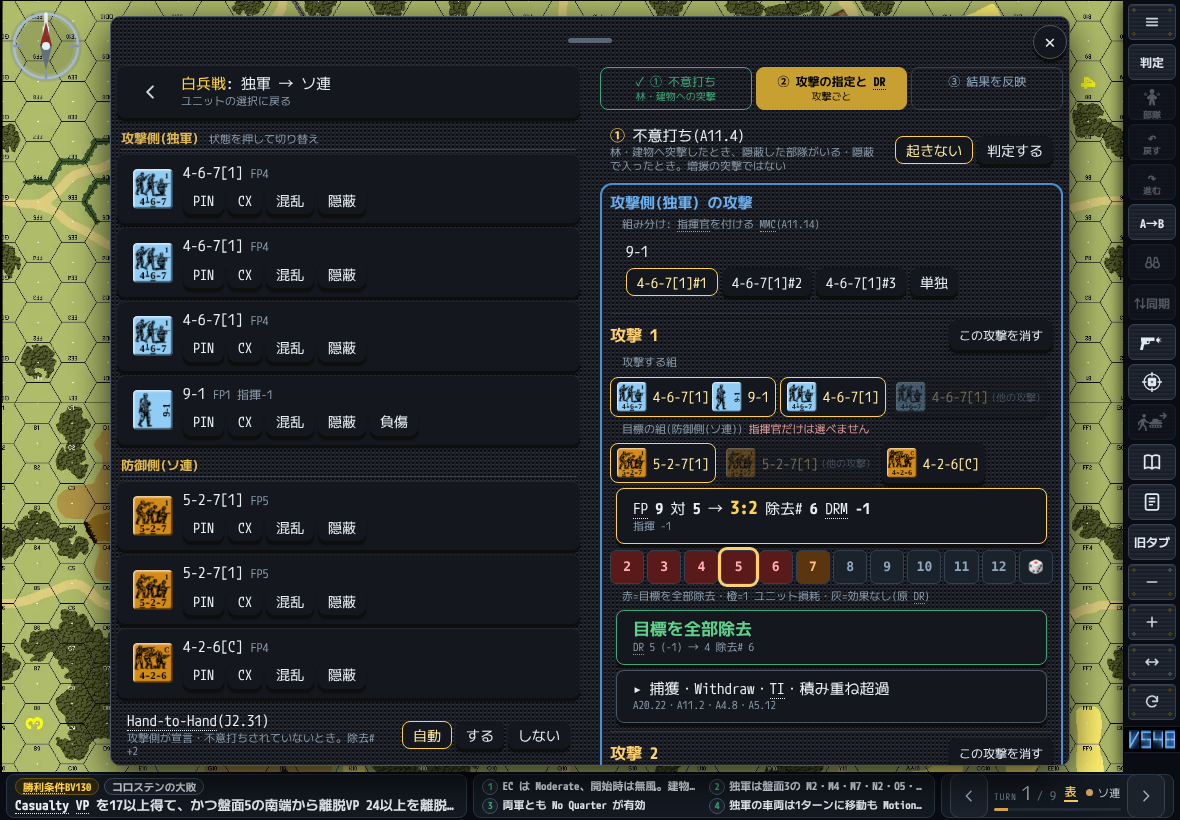 白兵戦: 独軍 → ソ連
ユニットの選択に戻る
攻撃側(独軍) 状態を押して切り替え
4-6-7[1] FP4
PIN CX 混乱 隠蔽
4-6-7[1] FP4
PIN CX 混乱 隠蔽
4-6-7[1] FP4
PIN CX 混乱 隠蔽
9-1 FP1 指揮-1
PIN CX 混乱 隠蔽 負傷
防御側(ソ連)
5-2-7[1] FP5
PIN CX 混乱 隠蔽
5-2-7[1] FP5
PIN CX 混乱 隠蔽
4-2-6[C] FP4
PIN CX 混乱 隠蔽
Hand-to-Hand(J2.31)
攻撃側が宣言・不意打ちされていないとき。除去#
+2
自動 する しない
✓ ① 不意打ち
林・建物への突撃
② 攻撃の指定と DR
攻撃ごと
③ 結果を反映
① 不意打ち(A11.4)
林・建物へ突撃したとき、隠蔽した部隊がいる・隠蔽
で入ったとき。増援の突撃ではない
起きない 判定する
攻撃側(独軍) の攻撃
組み分け: 指揮官を付ける MMC(A11.14)
9-1
4-6-7[1]#1 4-6-7[1]#2 4-6-7[1]#3 単独
攻撃 1 この攻撃を消す
攻撃する組
4-6-7[1] 9-1 4-6-7[1] 4-6-7[1] (他の攻撃)
目標の組(防御側(ソ連)) 指揮官だけは選べません
5-2-7[1] 5-2-7[1] (他の攻撃) 4-2-6[C]
FP 9 対 5 → 3:2 除去# 6 DRM -1
指揮 -1
2 3 4 5 6 7 8 9 10 11 12
赤=目標を全部除去・橙=1 ユニット損耗・灰=効果なし(原 DR)
目標を全部除去
DR 5 (-1) → 4 除去# 6
▸ 捕獲・Withdraw・TI・積み重ね超過
A20.22・A11.2・A4.8・A5.12
攻撃 2 この攻撃を消す
判定
部隊
戻す
進む
A→B
⇅同期
旧タブ
勝利条件BV130 コロステンの大敗
Casualty VP を17以上得て、かつ盤面5の南端から離脱VP 24以上を離脱…
① EC は Moderate、開始時は無風。建物…
② 独軍は盤面3の M2・M4・M7・N2・O5・…
③ 両軍とも No Quarter が有効
④ 独軍の車両は1ターンに移動も Motion…
TURN 1 / 9 表 ソ連